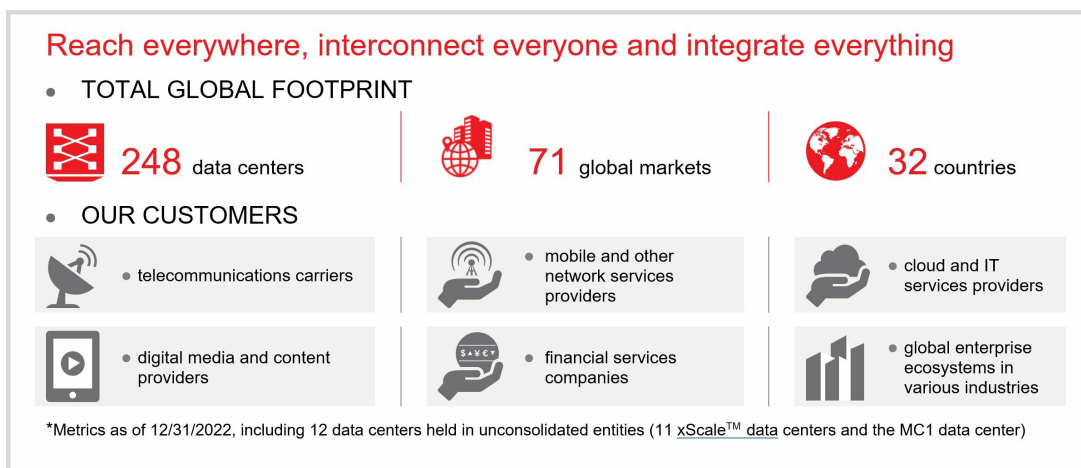 Reach everywhere, interconnect everyone and integrate everything
• TOTAL GLOBAL FOOTPRINT
248 data centers
71 global markets
32 countries
• OUR CUSTOMERS
• telecommunications carriers
• mobile and other
network services
providers
• cloud and IT
services providers
• digital media and content
providers
$▲¥€▼
• financial services
companies
• global enterprise
ecosystems in
various industries
*Metrics as of 12/31/2022, including 12 data centers held in unconsolidated entities (11 xScale™ data centers and the MC1 data center)